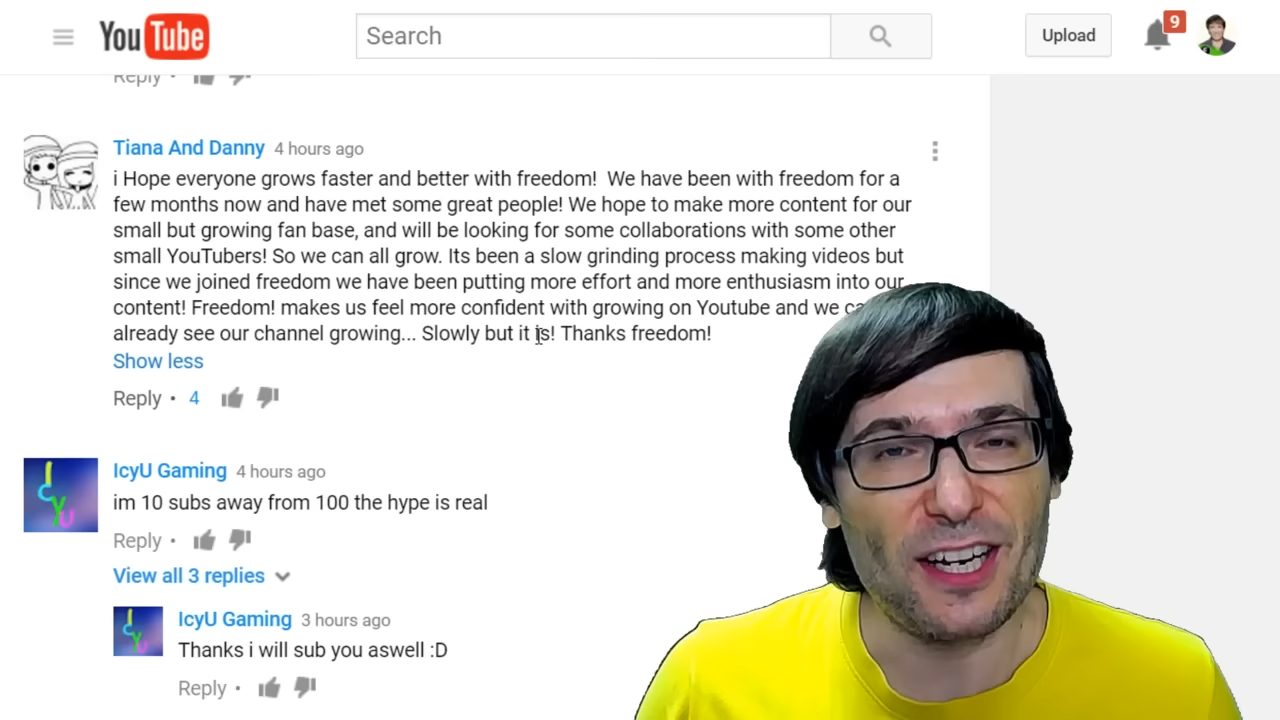 YouTube
Search
Upload
9
Reply •
Tiana And Danny 4 hours ago
i Hope everyone grows faster and better with freedom! We have been with freedom for a
few months now and have met some great people! We hope to make more content for our
small but growing fan base, and will be looking for some collaborations with some other
small YouTubers! So we can all grow. Its been a slow grinding process making videos but
since we joined freedom we have been putting more effort and more enthusiasm into our
content! Freedom! makes us feel more confident with growing on Youtube and we ca
already see our channel growing... Slowly but it is! Thanks freedom!
Show less
Reply • 4
IcyU Gaming 4 hours ago
im 10 subs away from 100 the hype is real
Reply •
View all 3 replies
IcyU Gaming 3 hours ago
Thanks i will sub you aswell :D
Reply •